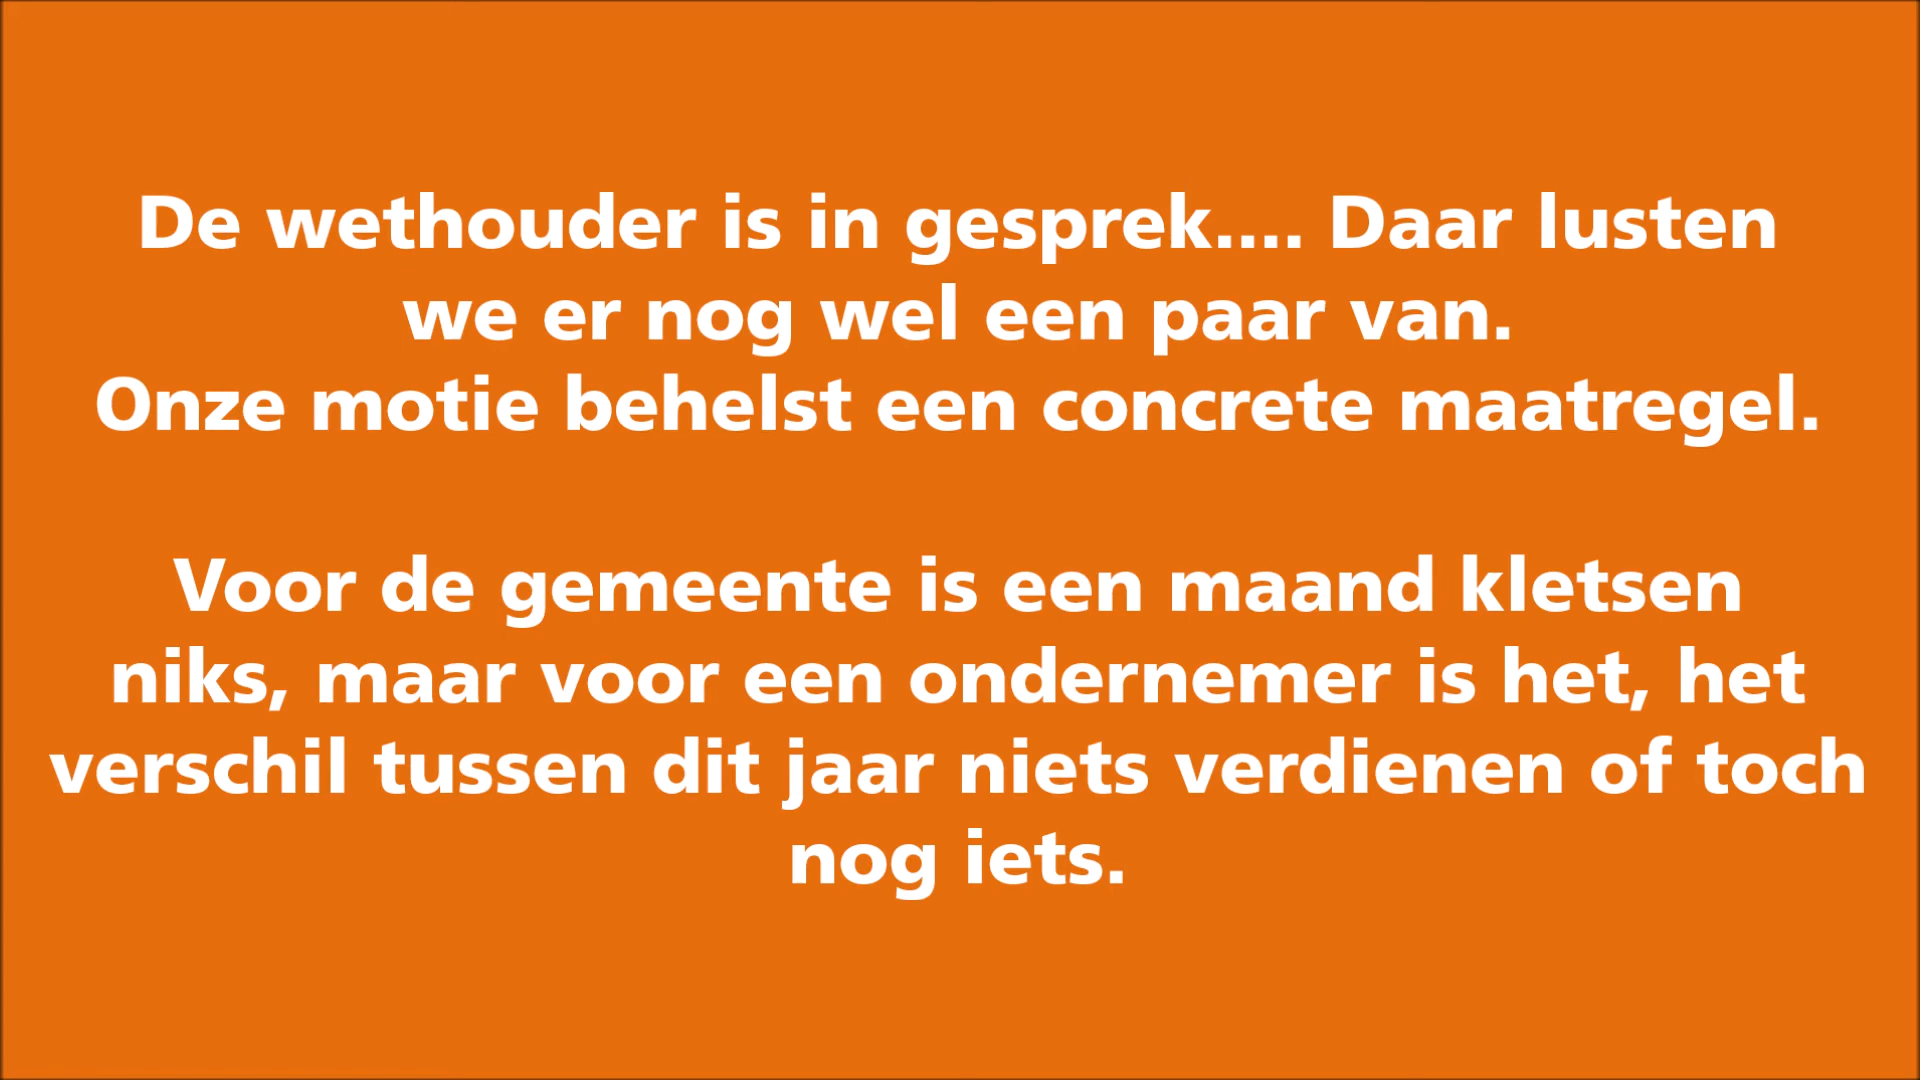 De wethouder is in gesprek.... Daar lusten
we er nog wel een paar van.
Onze motie behelst een concrete maatregel.
Voor de gemeente is een maand kletsen
niks, maar voor een ondernemer is het, het
verschil tussen dit jaar niets verdienen of toch
nog iets.